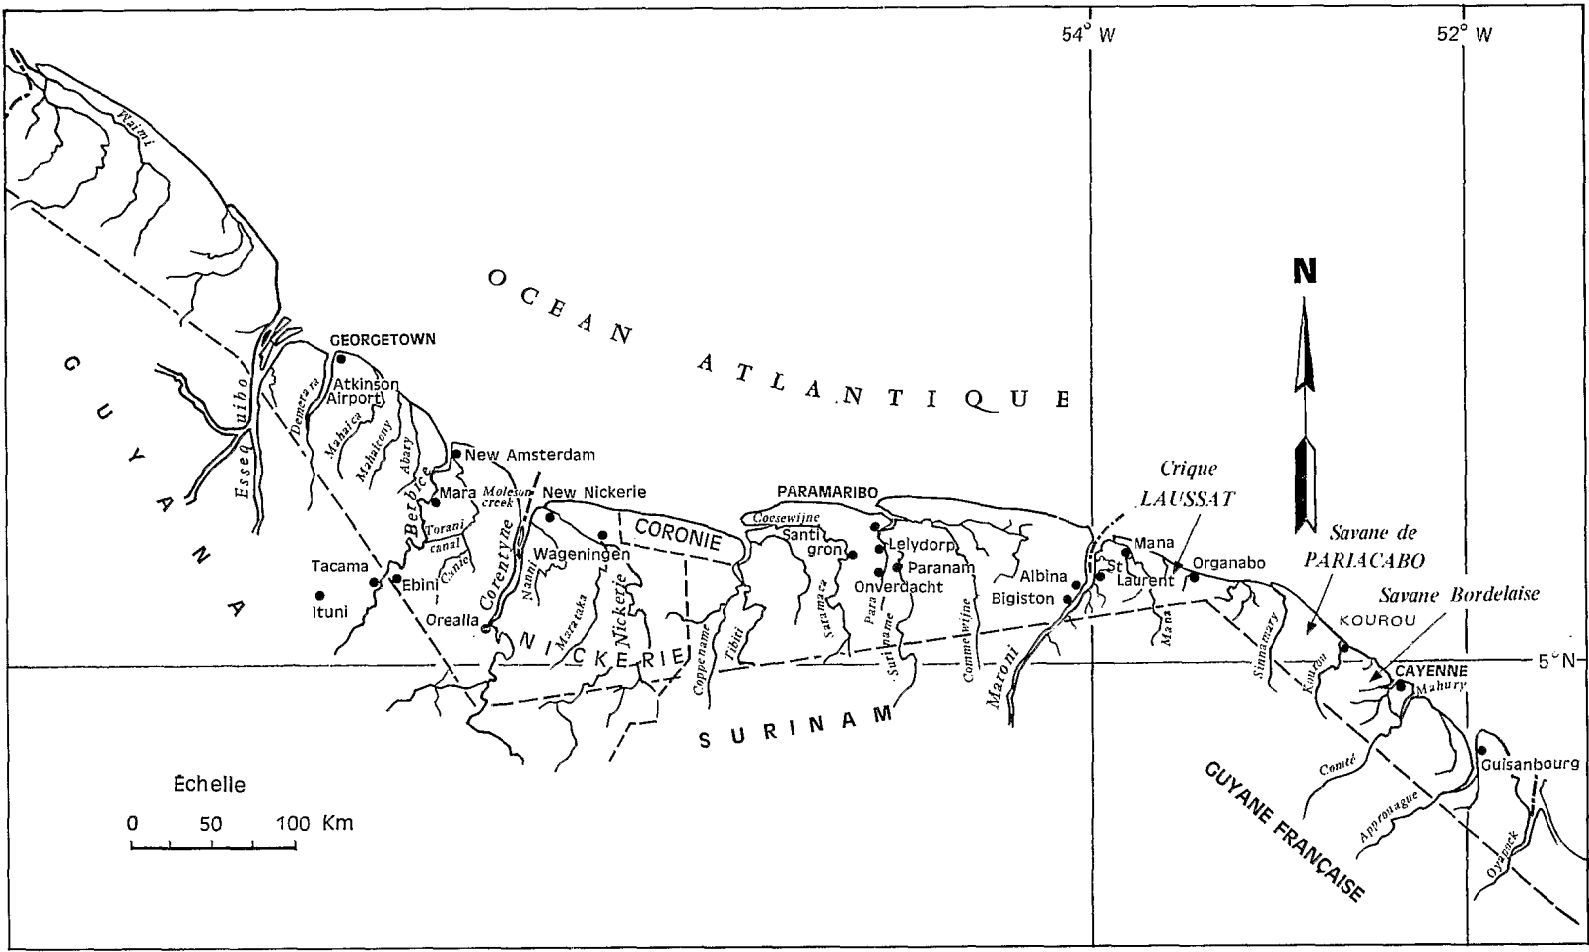 54° W
52° W
Waimi
N
OCEAN ATLANTIQUE
GUYANA
GEORGETOWN
Atkinson
Airport
Demerara
Mahaica
Mahaicony
Abary
Essequibo
Berbice
New Amsterdam
Mara
Moleson
creek
Torani
canal
Canje
New Nickerie
Wageningen
CORONIE
Corentyne
Nanni
Marataka
Nickerie
NICKERIE
Tacama
Ebini
Ituni
Orealla
PARAMARIBO
Coesewijne
Santi
gron
Lelydorp
Paranam
Onverdacht
Saramaca
Para
Suriname
Commewijne
Coppename
Tibiti
SURINAM
Albina
Bigiston
Maroni
St
Laurent
Mana
Mana
Organabo
Crique
LAUSSAT
Savane de
PARIACABO
Savane Bordelaise
KOUROU
Sinnamary
Kourou
5° N
CAYENNE
Mahury
Comté
Guisanbourg
Approuague
Oyapock
GUYANE FRANÇAISE
Échelle
0 50 100 Km